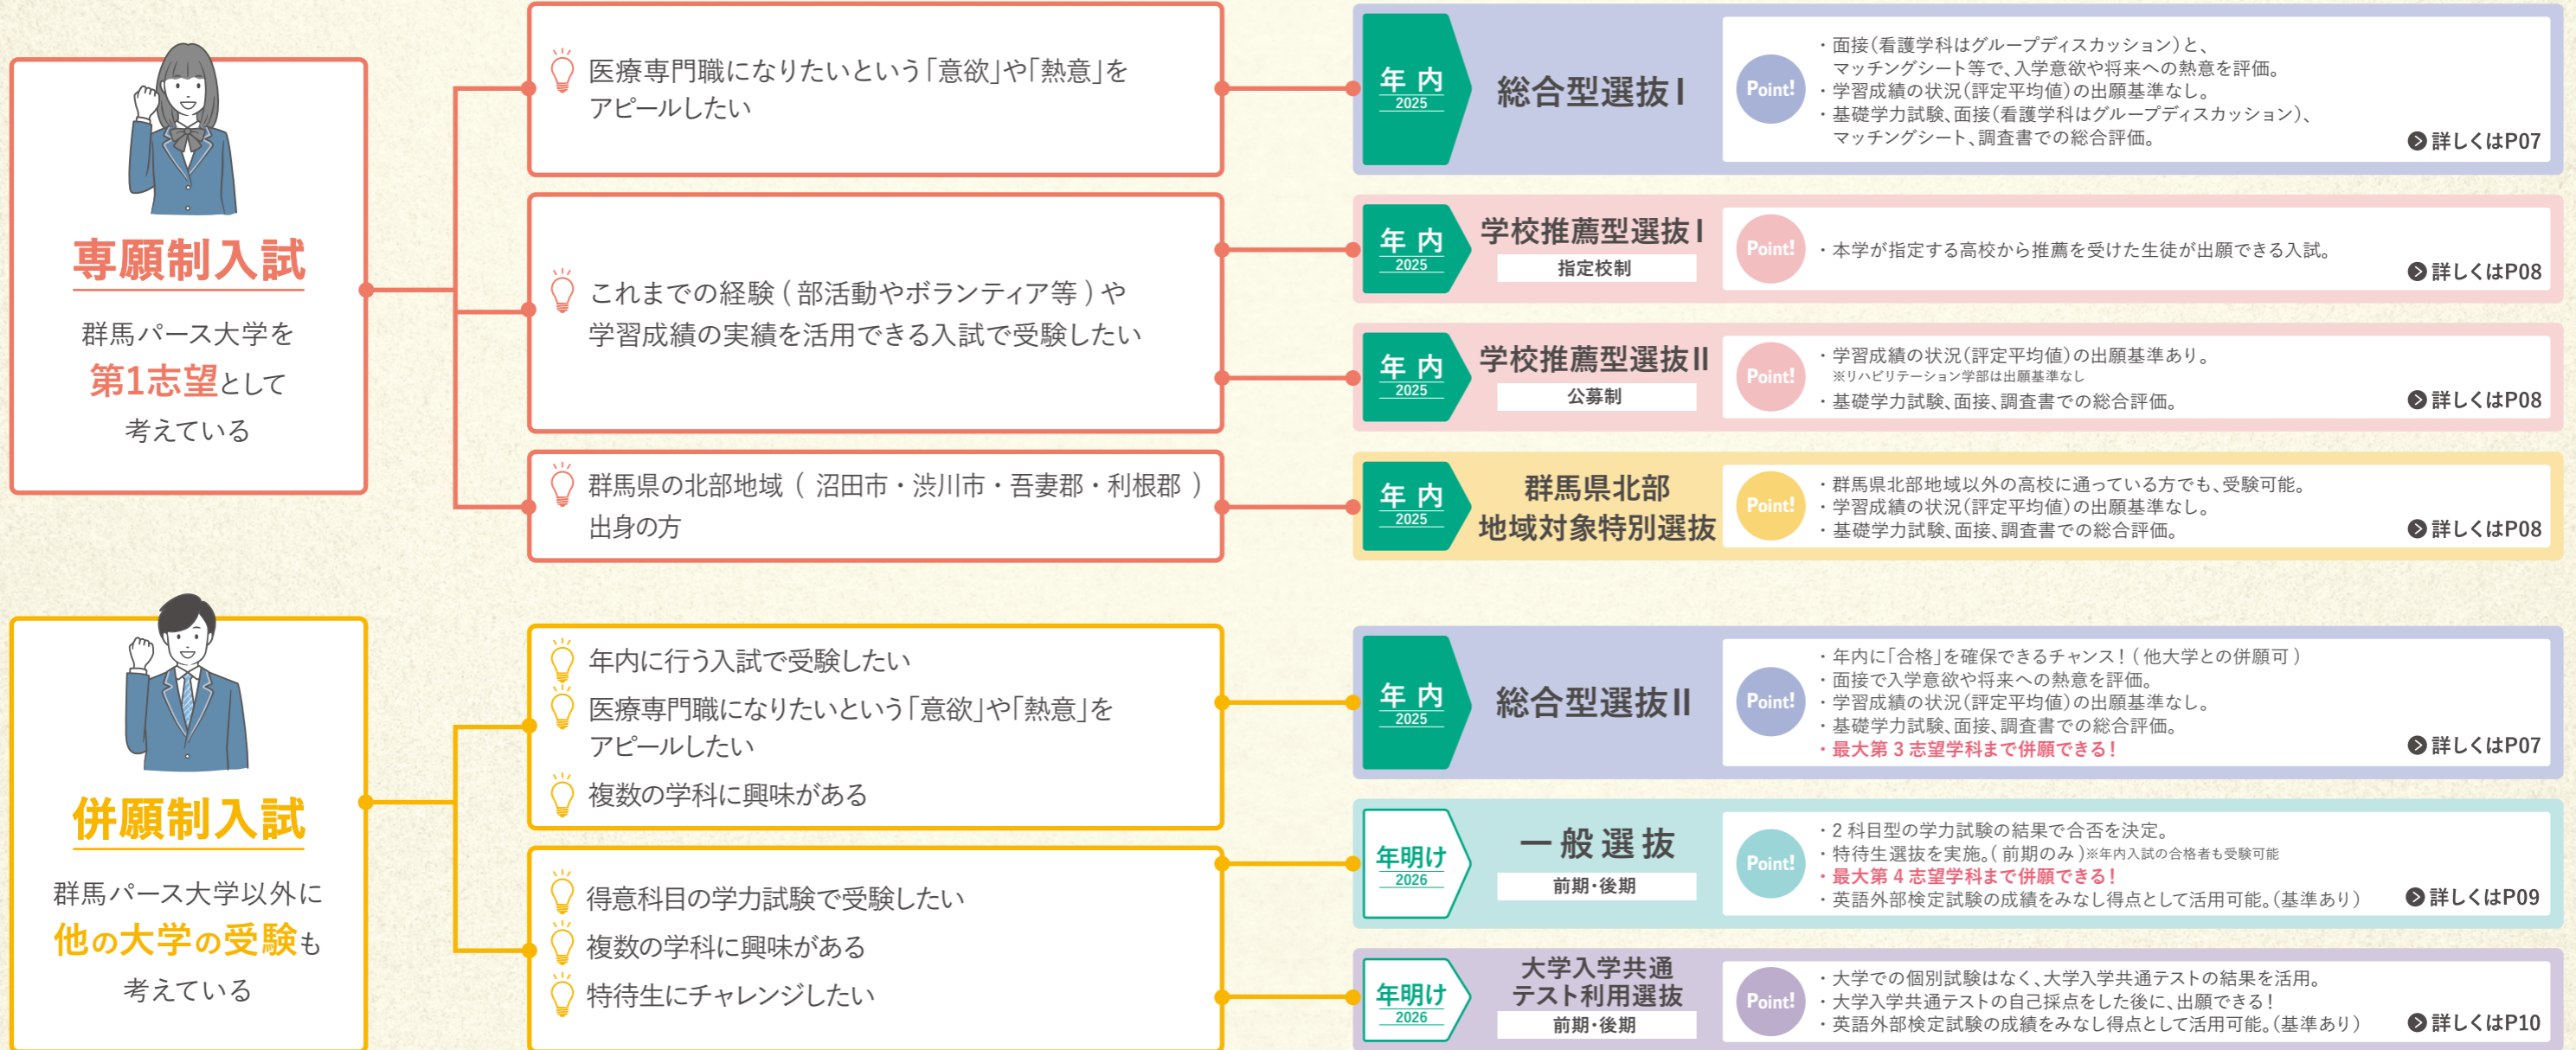 専願制入試
群馬パース大学を
第1志望として
考えている
医療専門職になりたいという「意欲」や「熱意」を
アピールしたい
年内
2025
総合型選抜Ⅰ
Point!
・面接(看護学科はグループディスカッション)と、
マッチングシート等で、入学意欲や将来への熱意を評価。
・学習成績の状況(評定平均値)の出願基準なし。
・基礎学力試験、面接(看護学科はグループディスカッション)、
マッチングシート、調査書での総合評価。
詳しくはP07
これまでの経験(部活動やボランティア等)や
学習成績の実績を活用できる入試で受験したい
年内
2025
学校推薦型選抜Ⅰ
指定校制
Point!
・本学が指定する高校から推薦を受けた生徒が出願できる入試。
詳しくはP08
年内
2025
学校推薦型選抜Ⅱ
公募制
Point!
・学習成績の状況(評定平均値)の出願基準あり。
※リハビリテーション学部は出願基準なし
・基礎学力試験、面接、調査書での総合評価。
詳しくはP08
群馬県の北部地域(沼田市・渋川市・吾妻郡・利根郡)
出身の方
年内
2025
群馬県北部
地域対象特別選抜
Point!
・群馬県北部地域以外の高校に通っている方でも、受験可能。
・学習成績の状況(評定平均値)の出願基準なし。
・基礎学力試験、面接、調査書での総合評価。
詳しくはP08
併願制入試
群馬パース大学以外に
他の大学の受験も
考えている
年内に行う入試で受験したい
医療専門職になりたいという「意欲」や「熱意」を
アピールしたい
複数の学科に興味がある
年内
2025
総合型選抜Ⅱ
Point!
・年内に「合格」を確保できるチャンス!(他大学との併願可)
・面接で入学意欲や将来への熱意を評価。
・学習成績の状況(評定平均値)の出願基準なし。
・基礎学力試験、面接、調査書での総合評価。
・最大第3志望学科まで併願できる!
詳しくはP07
得意科目の学力試験で受験したい
複数の学科に興味がある
特待生にチャレンジしたい
年明け
2026
一般選抜
前期・後期
Point!
・2科目型の学力試験の結果で合否を決定。
・特待生選抜を実施。(前期のみ)※年内入試の合格者も受験可能
・最大第4志望学科まで併願できる!
・英語外部検定試験の成績をみなし得点として活用可能。(基準あり)
詳しくはP09
年明け
2026
大学入学共通
テスト利用選抜
前期・後期
Point!
・大学での個別試験はなく、大学入学共通テストの結果を活用。
・大学入学共通テストの自己採点をした後に、出願できる!
・英語外部検定試験の成績をみなし得点として活用可能。(基準あり)
詳しくはP10